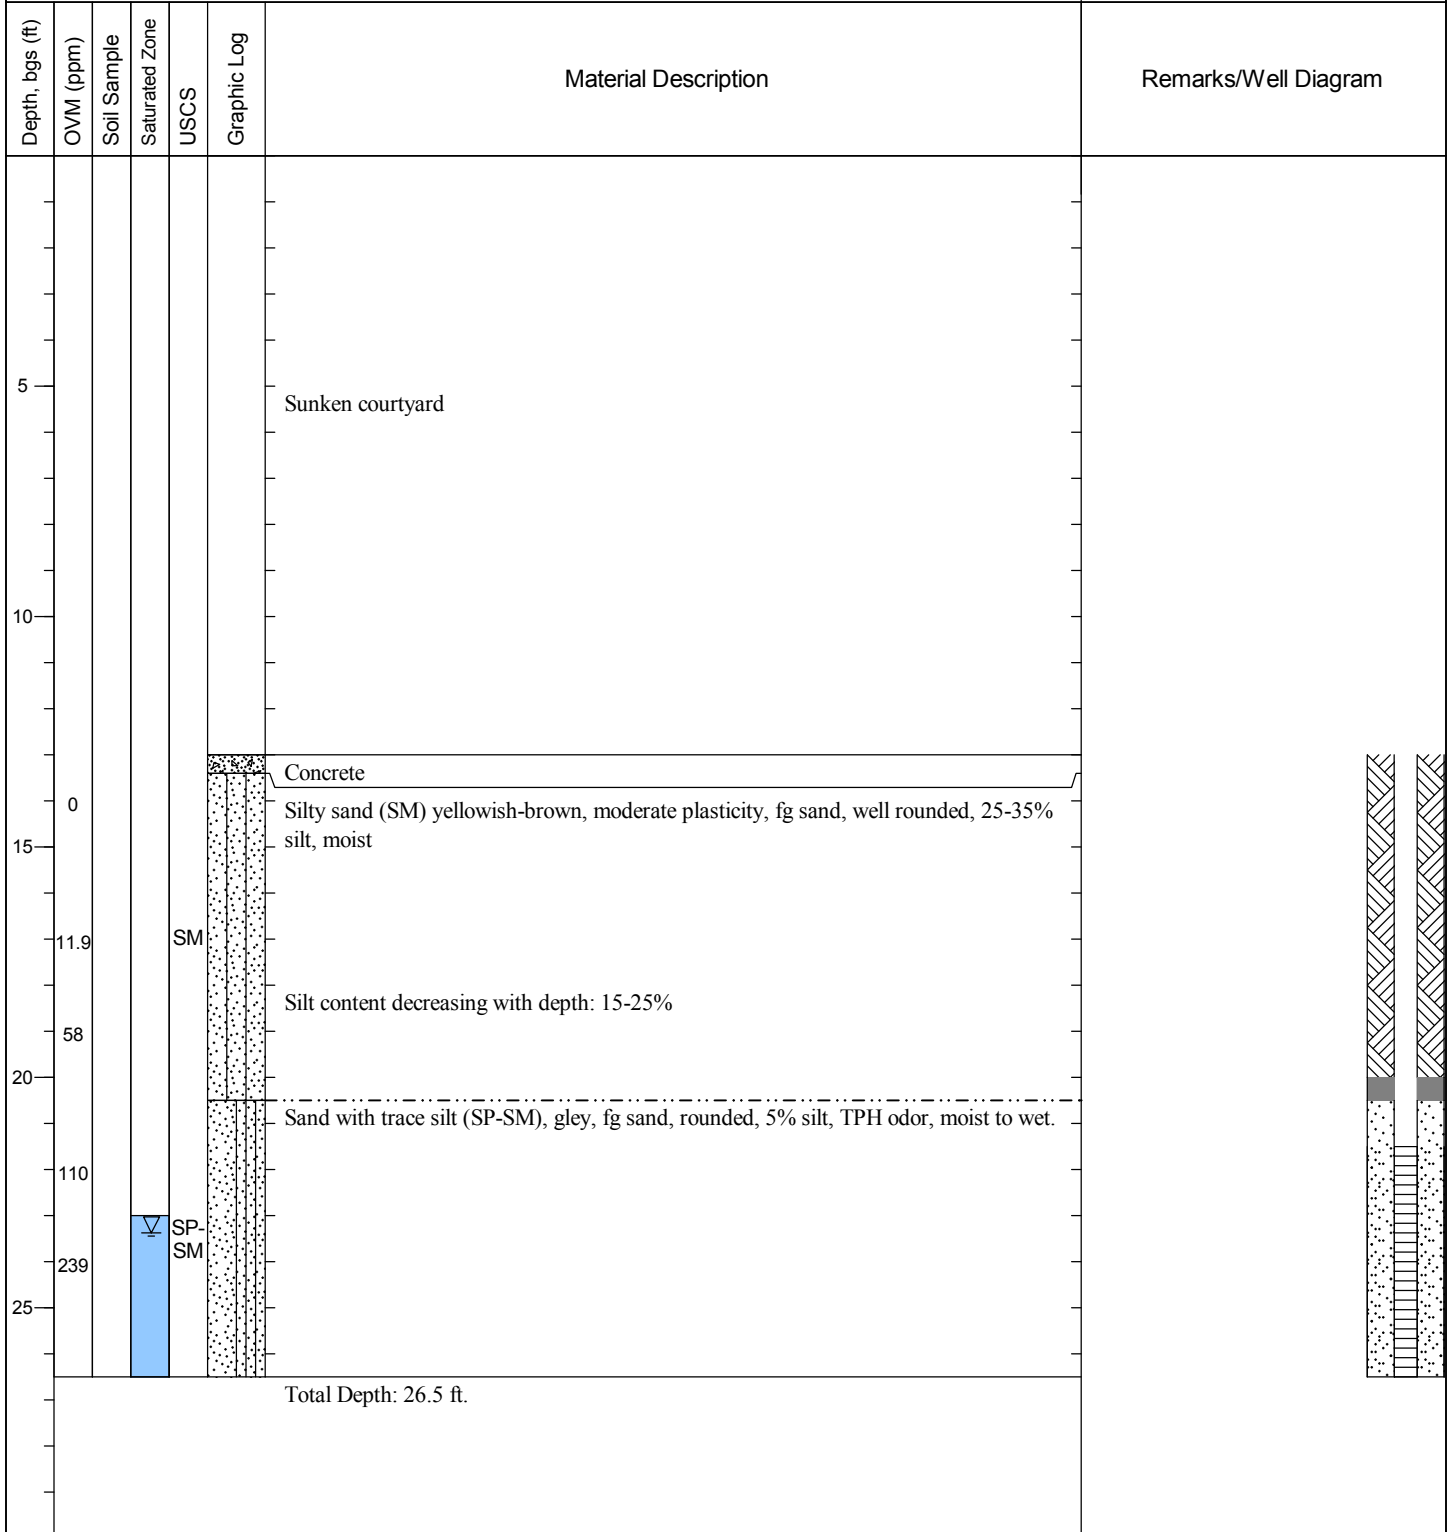 Depth, bgs (ft)
OVM (ppm)
Soil Sample
Saturated Zone
USCS
Graphic Log
Material Description
Remarks/Well Diagram
5
Sunken courtyard
10
Concrete
0
Silty sand (SM) yellowish-brown, moderate plasticity, fg sand, well rounded, 25-35%
silt, moist
15
11.9
SM
Silt content decreasing with depth: 15-25%
58
20
Sand with trace silt (SP-SM), gley, fg sand, rounded, 5% silt, TPH odor, moist to wet.
110
SP-
SM
239
25
Total Depth: 26.5 ft.